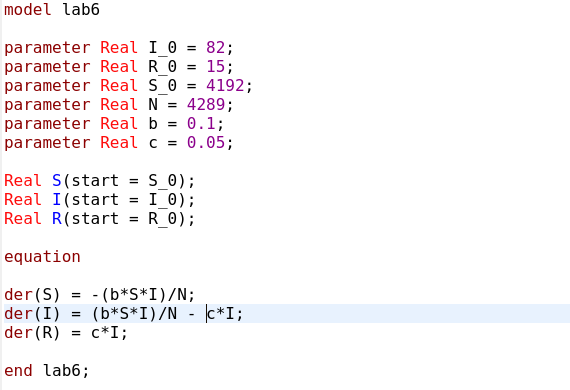 model lab6
parameter Real I_0 = 82;
parameter Real R_0 = 15;
parameter Real S_0 = 4192;
parameter Real N = 4289;
parameter Real b = 0.1;
parameter Real c = 0.05;
Real S(start = S_0);
Real I(start = I_0);
Real R(start = R_0);
equation
der(S) = -(b*S*I)/N;
der(I) = (b*S*I)/N - c*I;
der(R) = c*I;
end lab6;